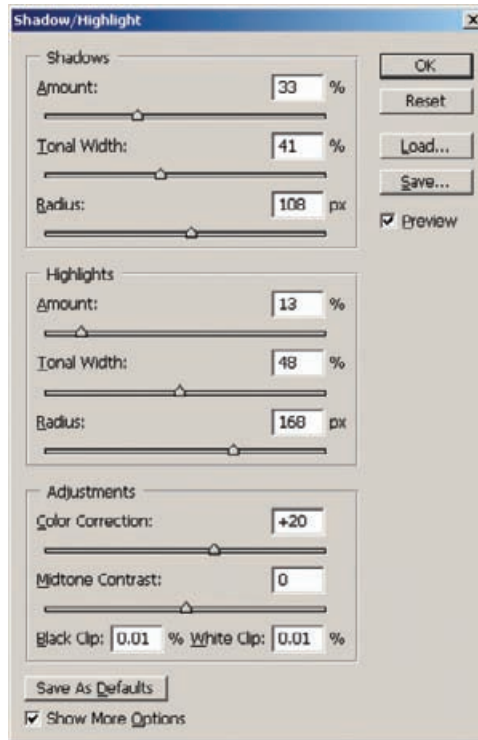 Shadow/Highlight
Shadows
Amount: 33 %
Tonal Width: 41 %
Radius: 108 px
Highlights
Amount: 13 %
Tonal Width: 48 %
Radius: 168 px
Adjustments
Color Correction: +20
Midtone Contrast: 0
Black Clip: 0.01 % White Clip: 0.01 %
Save As Defaults
Show More Options
OK
Reset
Load...
Save...
Preview